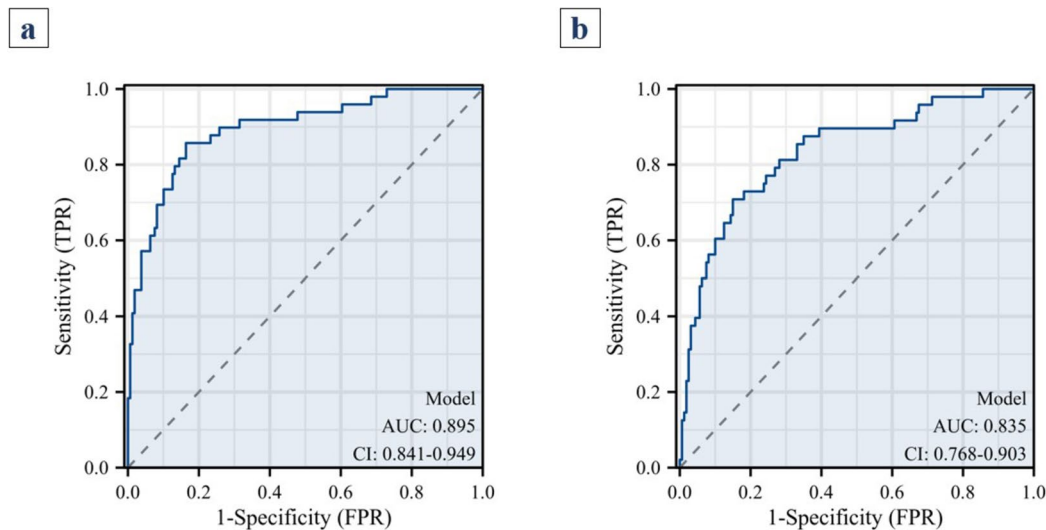 a
1.0
0.8
0.6
0.4
0.2
0.0
Sensitivity (TPR)
Model
AUC: 0.895
CI: 0.841-0.949
0.0 0.2 0.4 0.6 0.8 1.0
1-Specificity (FPR)
b
1.0
0.8
0.6
0.4
0.2
0.0
Sensitivity (TPR)
Model
AUC: 0.835
CI: 0.768-0.903
0.0 0.2 0.4 0.6 0.8 1.0
1-Specificity (FPR)